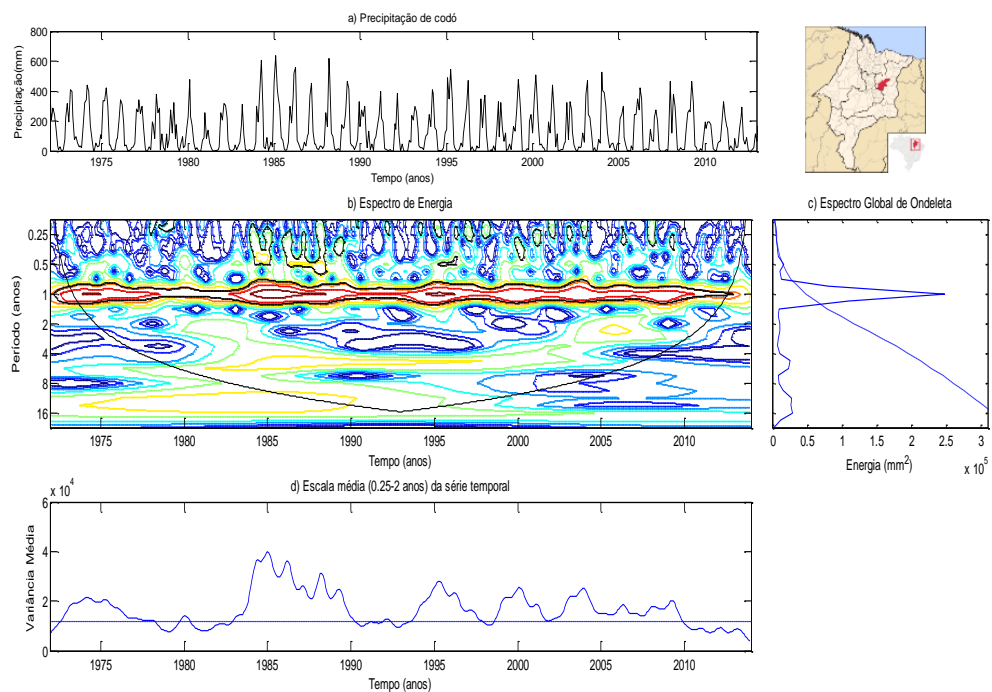 a) Precipitação de codó
Precipitação(mm)
800
600
400
200
0
1975 1980 1985 1990 1995 2000 2005 2010
Tempo (anos)
b) Espectro de Energia
Período (anos)
0.25
0.5
1
2
4
8
16
1975 1980 1985 1990 1995 2000 2005 2010
Tempo (anos)
c) Espectro Global de Ondeleta
0 0.5 1 1.5 2 2.5 3
Energia (mm²)
x 10⁵
d) Escala média (0.25-2 anos) da série temporal
x 10⁴
Variância Média
6
4
2
0
1975 1980 1985 1990 1995 2000 2005 2010
Tempo (anos)